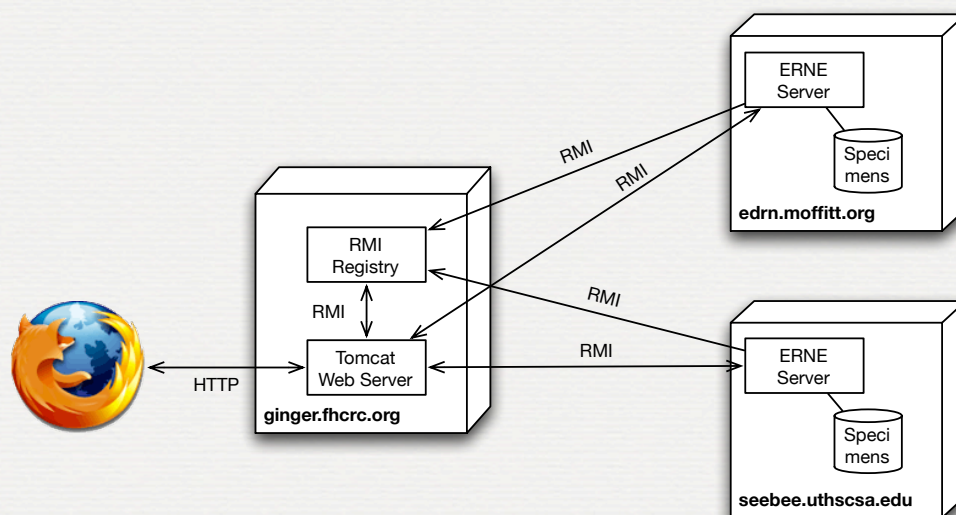 ERNE
Server
Speci
mens
edrn.moffitt.org
RMI
RMI
RMI
Registry
RMI
RMI
RMI
Tomcat
Web Server
HTTP
ginger.fhcrc.org
ERNE
Server
Speci
mens
seebee.uthscsa.edu